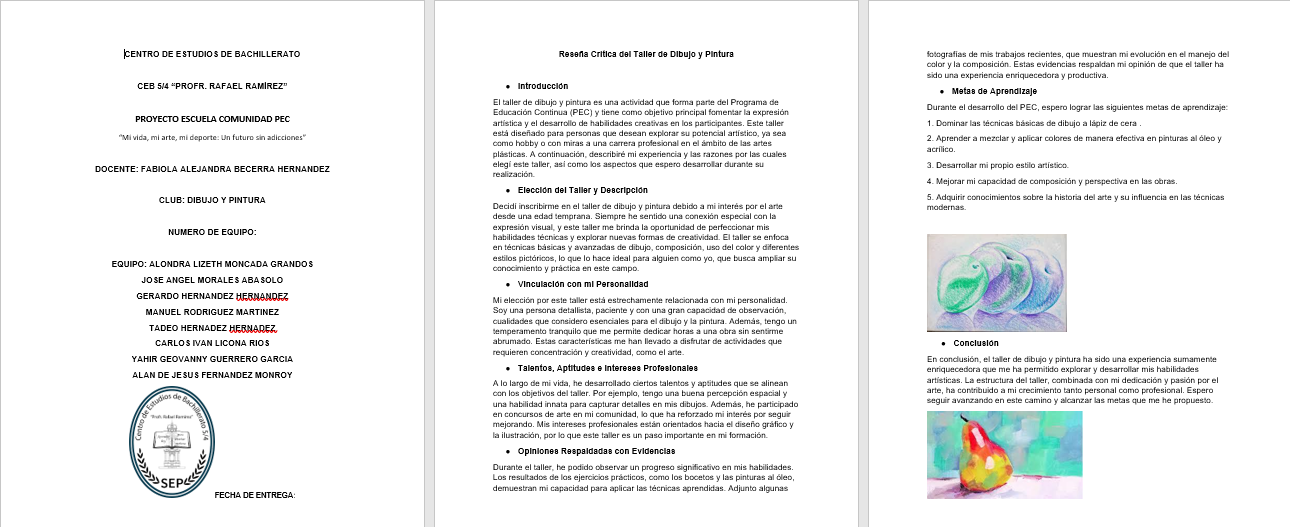 CENTRO DE ESTUDIOS DE BACHILLERATO
CEB 5/4 “PROFR. RAFAEL RAMÍREZ”
PROYECTO ESCUELA COMUNIDAD PEC
“Mi vida, mi arte, mi deporte: Un futuro sin adicciones”
DOCENTE: FABIOLA ALEJANDRA BECERRA HERNANDEZ
CLUB: DIBUJO Y PINTURA
NUMERO DE EQUIPO:
EQUIPO: ALONDRA LIZETH MONCADA GRANDOS
JOSE ANGEL MORALES ABASOLO
GERARDO HERNANDEZ HERNANDEZ
MANUEL RODRIGUEZ MARTINEZ
TADEO HERNADEZ HERNADEZ
CARLOS IVAN LICONA RIOS
YAHIR GEOVANNY GUERRERO GARCIA
ALAN DE JESUS FERNANDEZ MONROY
Centro de Estudios de Bachillerato 5/4
"Profr. Rafael Ramírez"
SEP
FECHA DE ENTREGA:
Reseña Crítica del Taller de Dibujo y Pintura
● Introducción
El taller de dibujo y pintura es una actividad que forma parte del Programa de
Educación Continua (PEC) y tiene como objetivo principal fomentar la expresión
artística y el desarrollo de habilidades creativas en los participantes. Este taller
está diseñado para personas que desean explorar su potencial artístico, ya sea
como hobby o con miras a una carrera profesional en el ámbito de las artes
plásticas. A continuación, describiré mi experiencia y las razones por las cuales
elegí este taller, así como los aspectos que espero desarrollar durante su
realización.
● Elección del Taller y Descripción
Decidí inscribirme en el taller de dibujo y pintura debido a mi interés por el arte
desde una edad temprana. Siempre he sentido una conexión especial con la
expresión visual, y este taller me brinda la oportunidad de perfeccionar mis
habilidades técnicas y explorar nuevas formas de creatividad. El taller se enfoca
en técnicas básicas y avanzadas de dibujo, composición, uso del color y diferentes
estilos pictóricos, lo que lo hace ideal para alguien como yo, que busca ampliar su
conocimiento y práctica en este campo.
● Vinculación con mi Personalidad
Mi elección por este taller está estrechamente relacionada con mi personalidad.
Soy una persona detallista, paciente y con una gran capacidad de observación,
cualidades que considero esenciales para el dibujo y la pintura. Además, tengo un
temperamento tranquilo que me permite dedicar horas a una obra sin sentirme
abrumado. Estas características me han llevado a disfrutar de actividades que
requieren concentración y creatividad, como el arte.
● Talentos, Aptitudes e Intereses Profesionales
A lo largo de mi vida, he desarrollado ciertos talentos y aptitudes que se alinean
con los objetivos del taller. Por ejemplo, tengo una buena percepción espacial y
una habilidad innata para capturar detalles en mis dibujos. Además, he participado
en concursos de arte en mi comunidad, lo que ha reforzado mi interés por seguir
mejorando. Mis intereses profesionales están orientados hacia el diseño gráfico y
la ilustración, por lo que este taller es un paso importante en mi formación.
● Opiniones Respaldadas con Evidencias
Durante el taller, he podido observar un progreso significativo en mis habilidades.
Los resultados de los ejercicios prácticos, como los bocetos y las pinturas al óleo,
demuestran mi capacidad para aplicar las técnicas aprendidas. Adjunto algunas
fotografías de mis trabajos recientes, que muestran mi evolución en el manejo del
color y la composición. Estas evidencias respaldan mi opinión de que el taller ha
sido una experiencia enriquecedora y productiva.
● Metas de Aprendizaje
Durante el desarrollo del PEC, espero lograr las siguientes metas de aprendizaje:
1. Dominar las técnicas básicas de dibujo a lápiz de cera .
2. Aprender a mezclar y aplicar colores de manera efectiva en pinturas al óleo y
acrílico.
3. Desarrollar mi propio estilo artístico.
4. Mejorar mi capacidad de composición y perspectiva en las obras.
5. Adquirir conocimientos sobre la historia del arte y su influencia en las técnicas
modernas.
● Conclusión
En conclusión, el taller de dibujo y pintura ha sido una experiencia sumamente
enriquecedora que me ha permitido explorar y desarrollar mis habilidades
artísticas. La estructura del taller, combinada con mi dedicación y pasión por el
arte, ha contribuido a mi crecimiento tanto personal como profesional. Espero
seguir avanzando en este camino y alcanzar las metas que me he propuesto.